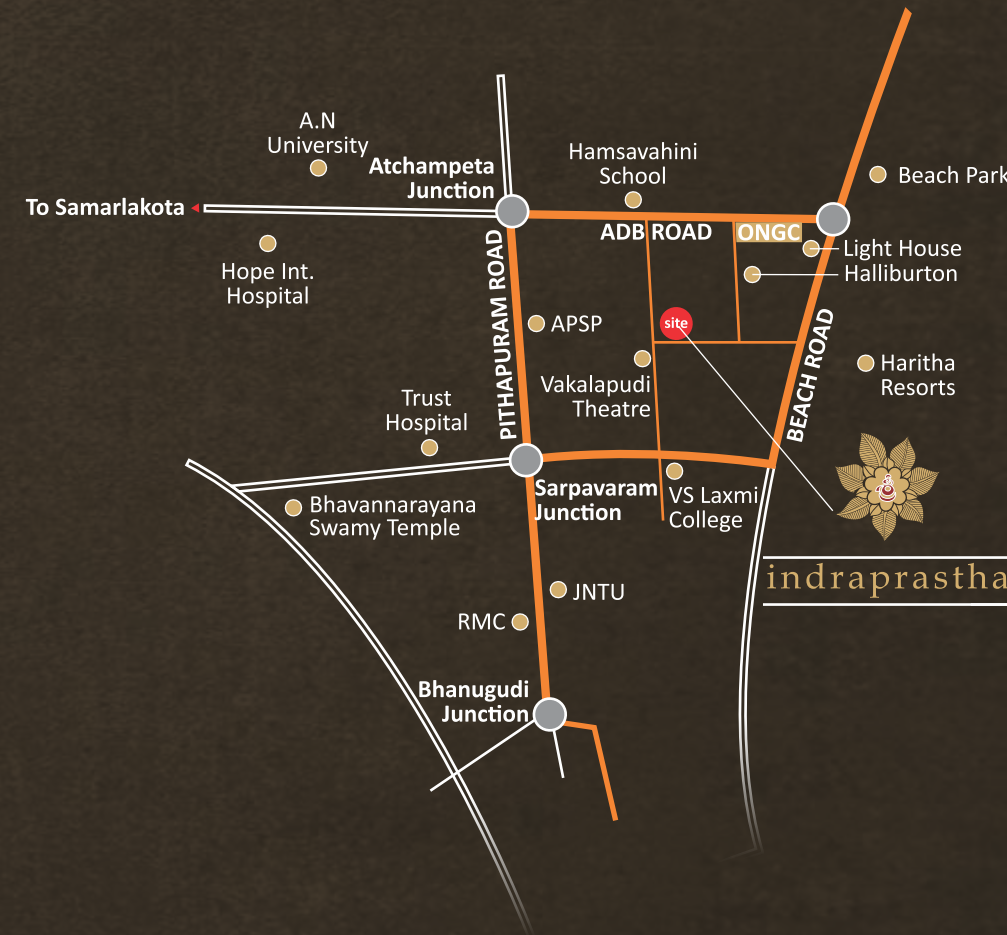 A.N
University
Atchampeta
Junction
Hamsavahini
School
Beach Park
To Samarlakota
ADB ROAD
ONGC
Light House
Halliburton
Hope Int.
Hospital
PITHAPURAM ROAD
APSP
site
BEACH ROAD
Haritha
Resorts
Vakalapudi
Theatre
Trust
Hospital
Sarpavaram
Junction
VS Laxmi
College
Bhavannarayana
Swamy Temple
indraprastha
JNTU
RMC
Bhanugudi
Junction